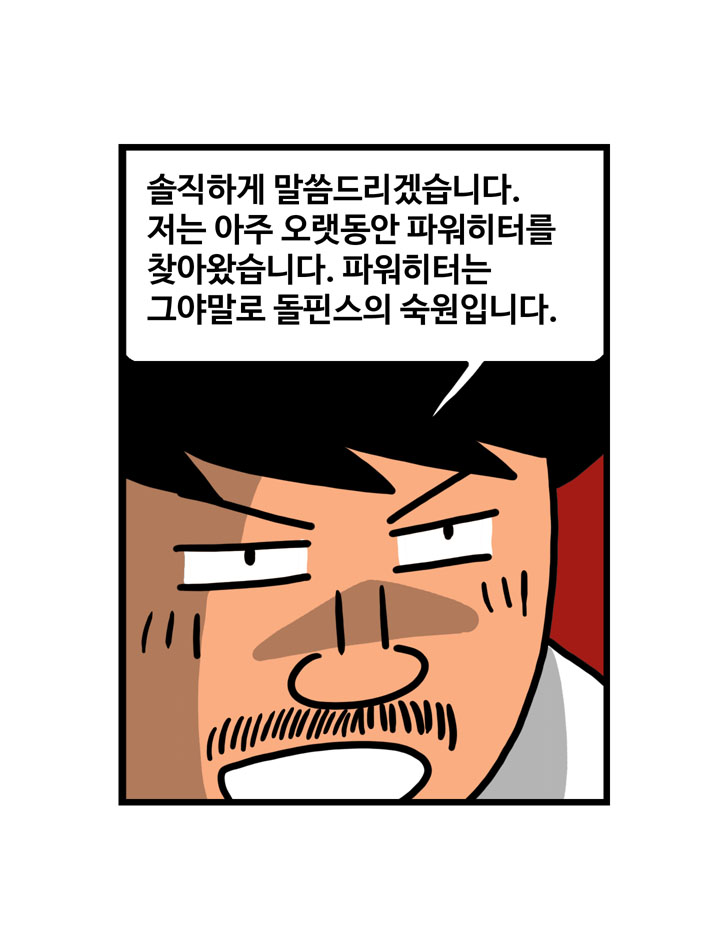 솔직하게 말씀드리겠습니다.
저는 아주 오랫동안 파워히터를
찾아왔습니다. 파워히터는
그야말로 돌핀스의 숙원입니다.